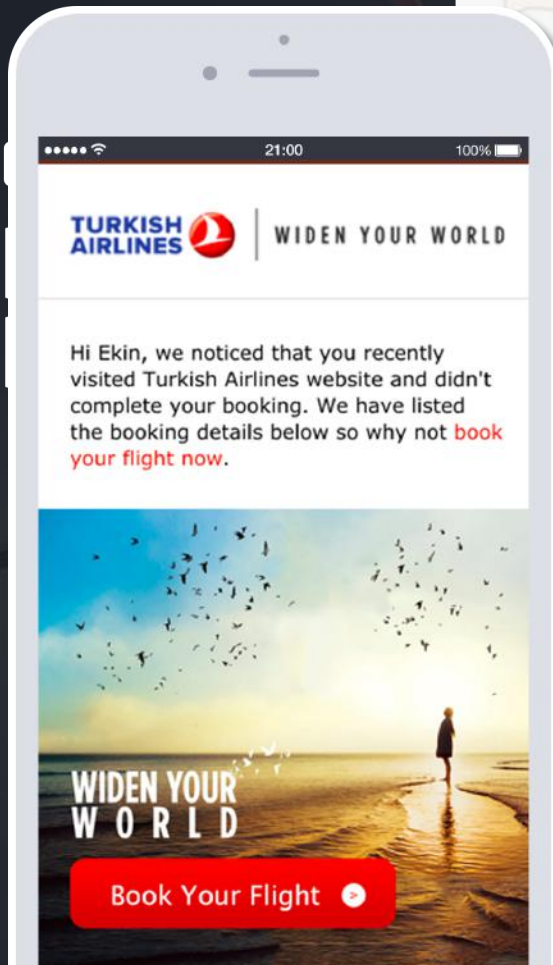 21:00
100%
TURKISH
AIRLINES
WIDEN YOUR WORLD
Hi Ekin, we noticed that you recently
visited Turkish Airlines website and didn't
complete your booking. We have listed
the booking details below so why not book
your flight now.
WIDEN YOUR
WORLD
Book Your Flight